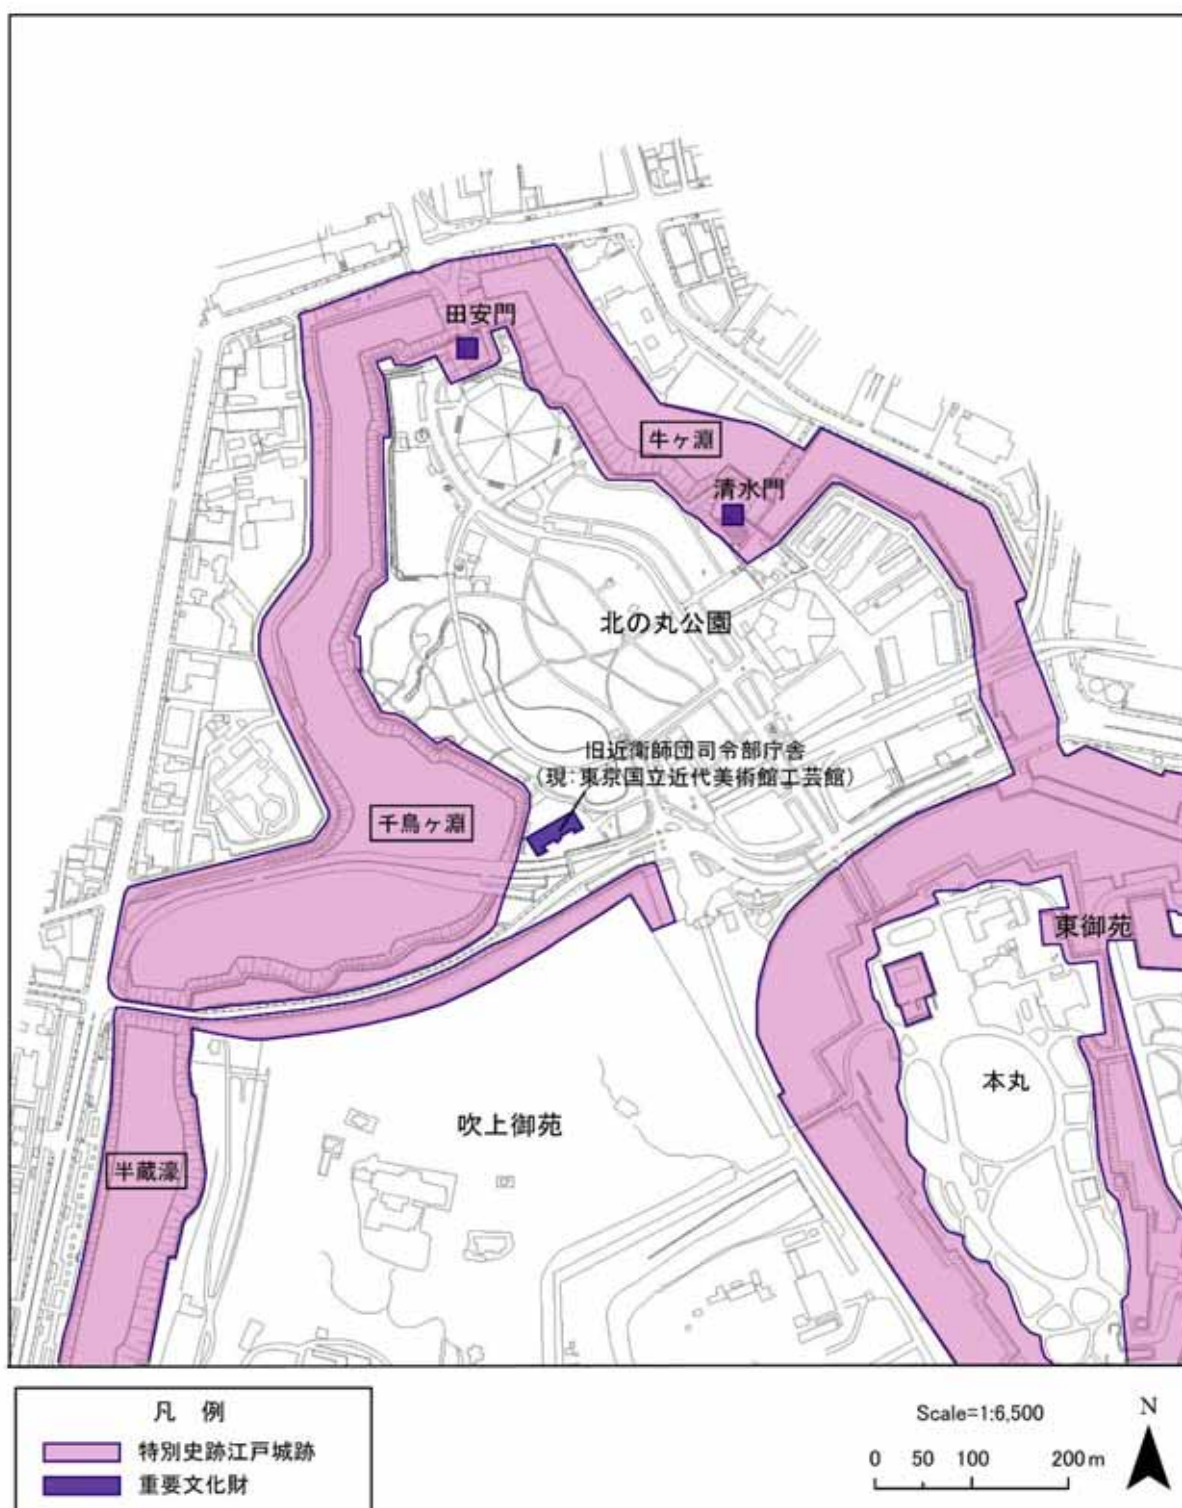 田安門
牛ヶ淵
清水門
北の丸公園
旧近衛師団司令部庁舎
(現:東京国立近代美術館工芸館)
千鳥ヶ淵
東御苑
本丸
吹上御苑
半蔵濠
凡 例
特別史跡江戸城跡
重要文化財
Scale=1:6,500
N
0 50 100 200m